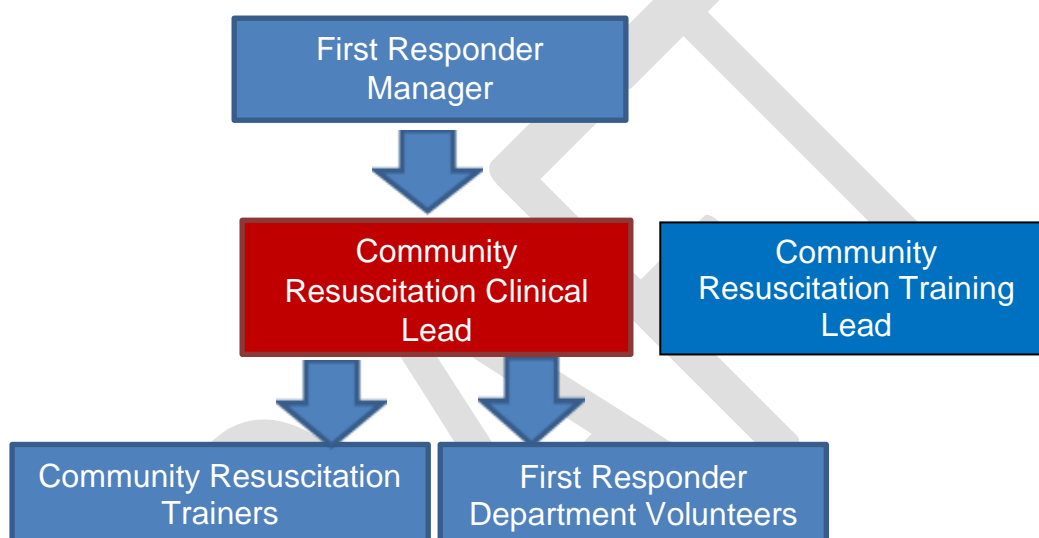 First Responder
Manager
Community
Resuscitation Clinical
Lead
Community
Resuscitation Training
Lead
Community Resuscitation
Trainers
First Responder
Department Volunteers